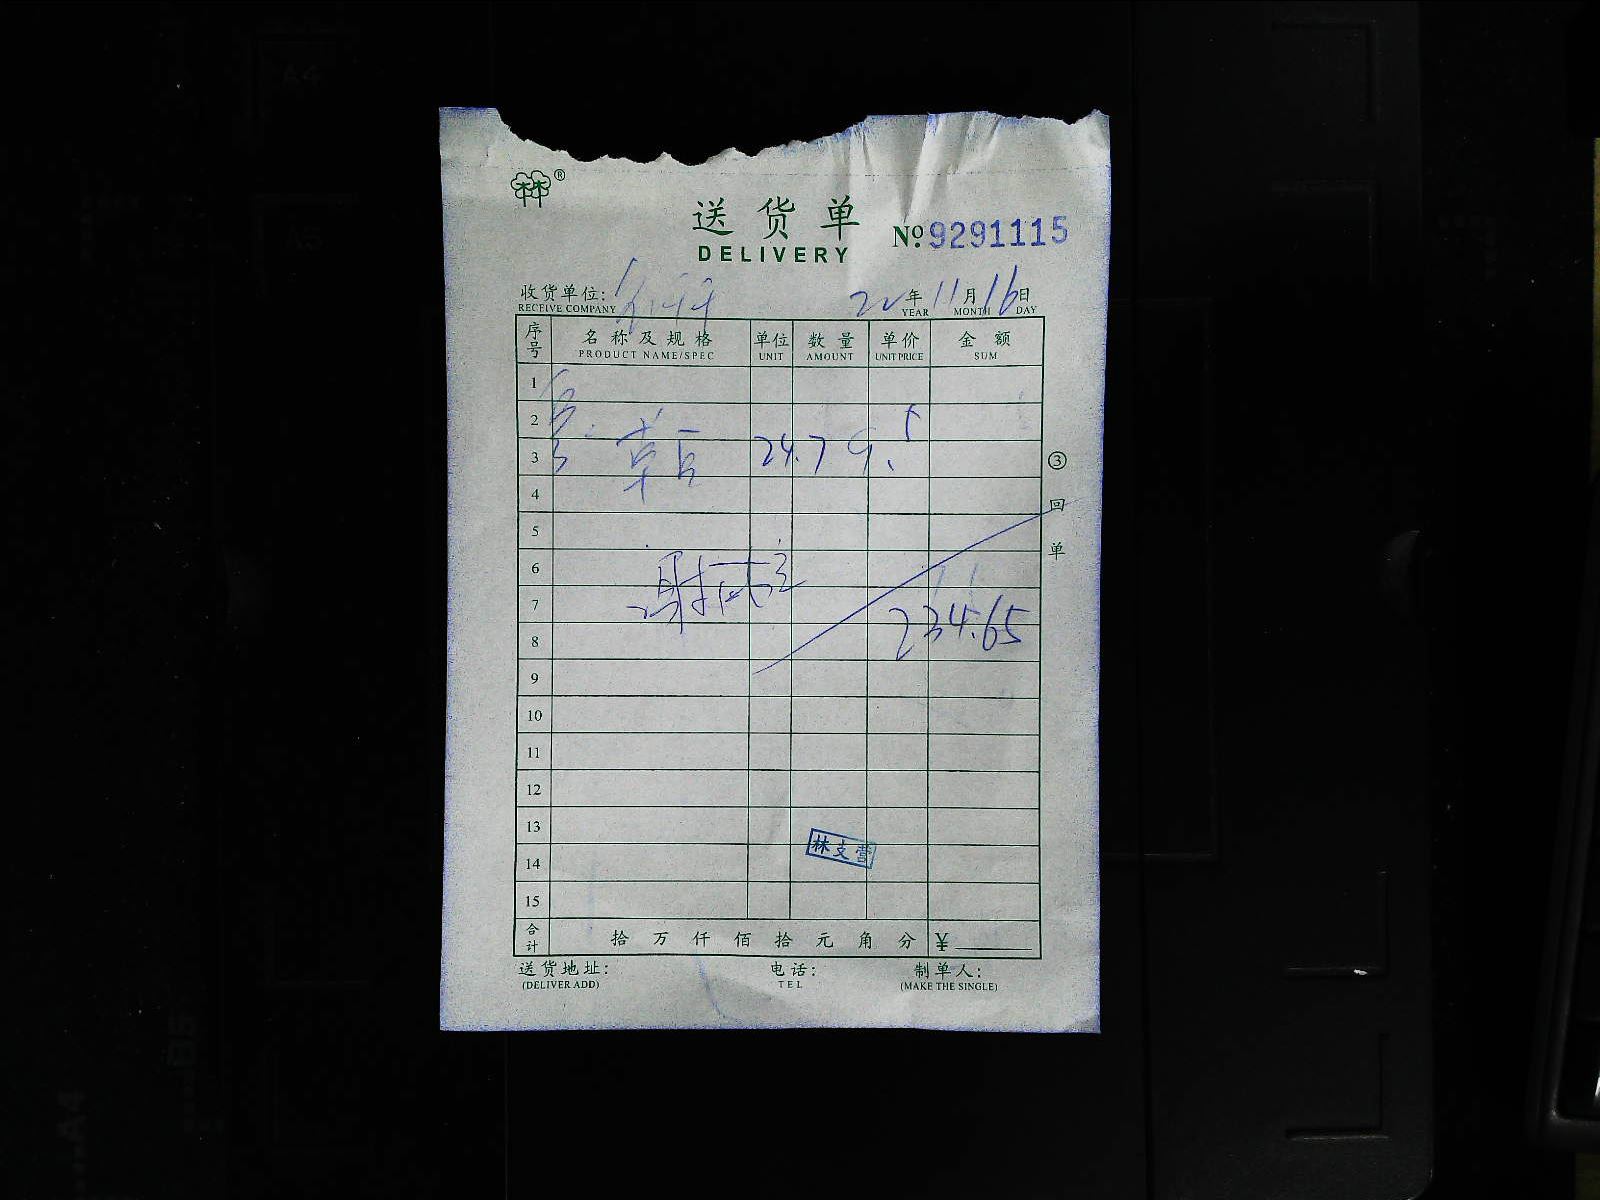 林®
送货单
DELIVERY
No 9291115
收货单位: 22年11月16日
RECEIVE COMPANY YEAR MONTH DAY
序号 名称及规格 单位 数量 单价 金额
PRODUCT NAME/SPEC UNIT AMOUNT UNIT PRICE SUM
1
2
3 24.7 9.5
③回单
4
5
6
7 234.65
8
9
10
11
12
13
林支营
14
15
合计 拾 万 仟 佰 拾 元 角 分 ¥
送货地址: 电话: 制单人:
(DELIVER ADD) TEL (MAKE THE SINGLE)
A4
A5